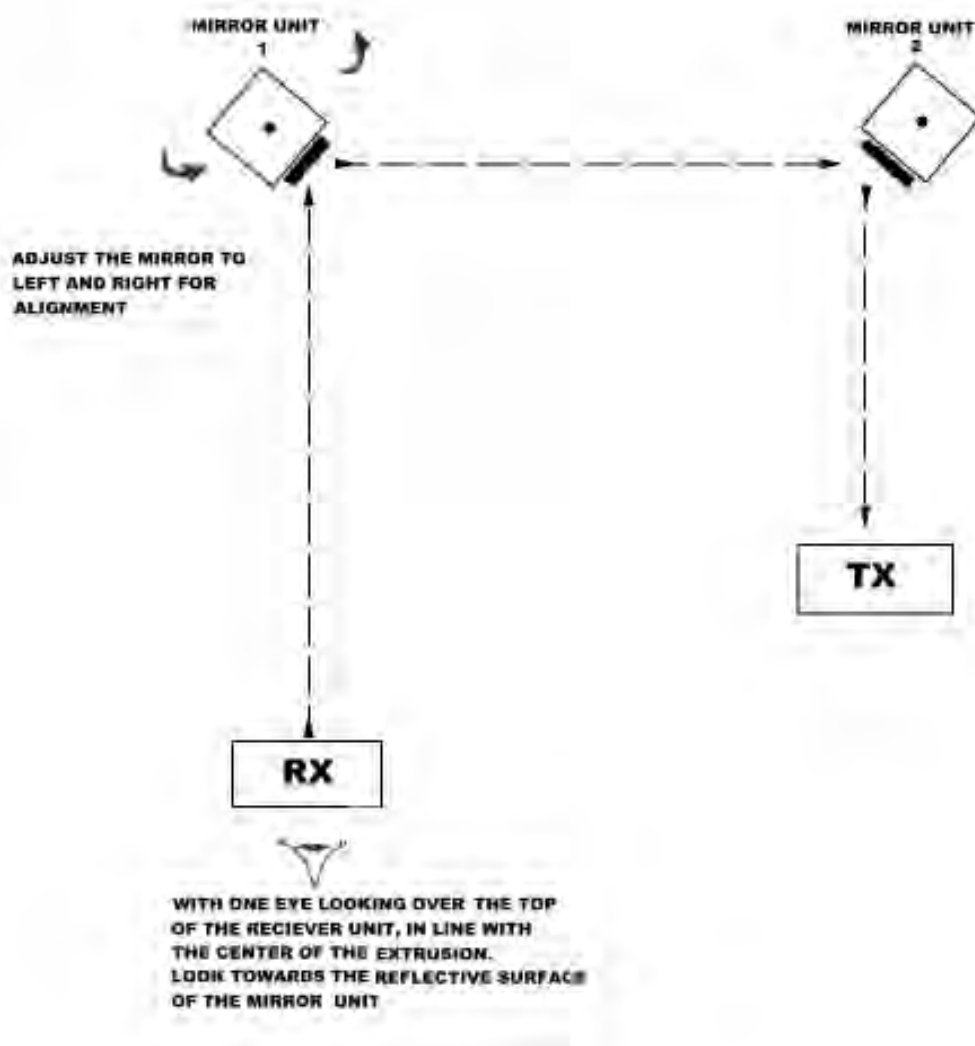 MIRROR UNIT
1
MIRROR UNIT
2
ADJUST THE MIRROR TO
LEFT AND RIGHT FOR
ALIGNMENT
TX
RX
WITH ONE EYE LOOKING OVER THE TOP
OF THE RECIEVER UNIT, IN LINE WITH
THE CENTER OF THE EXTRUSION.
LOOK TOWARDS THE REFLECTIVE SURFACE
OF THE MIRROR UNIT